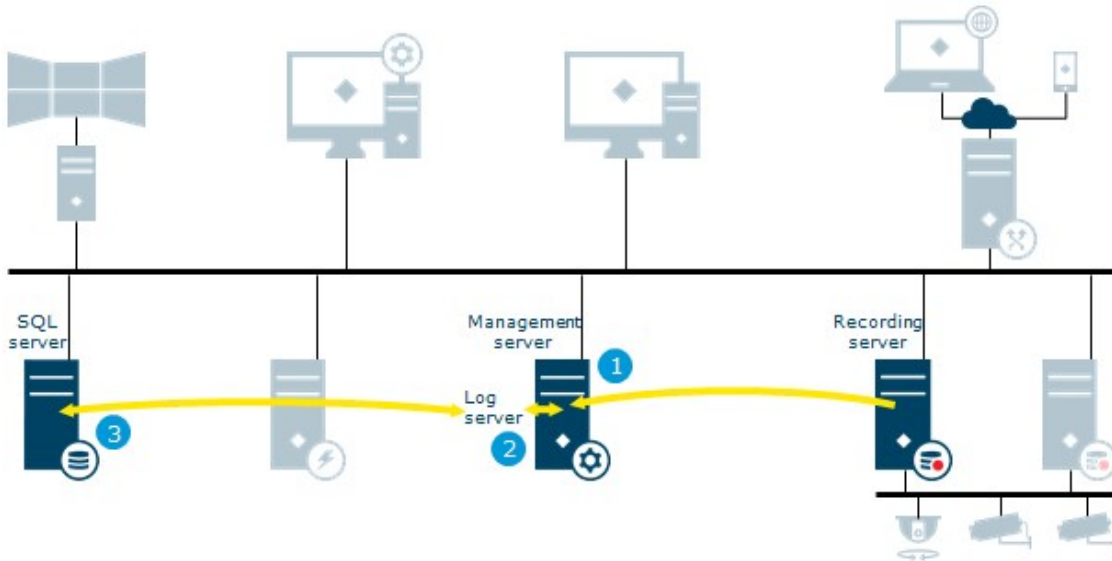 SQL
server
Management
server
Recording
server
1
Log
server
2
3